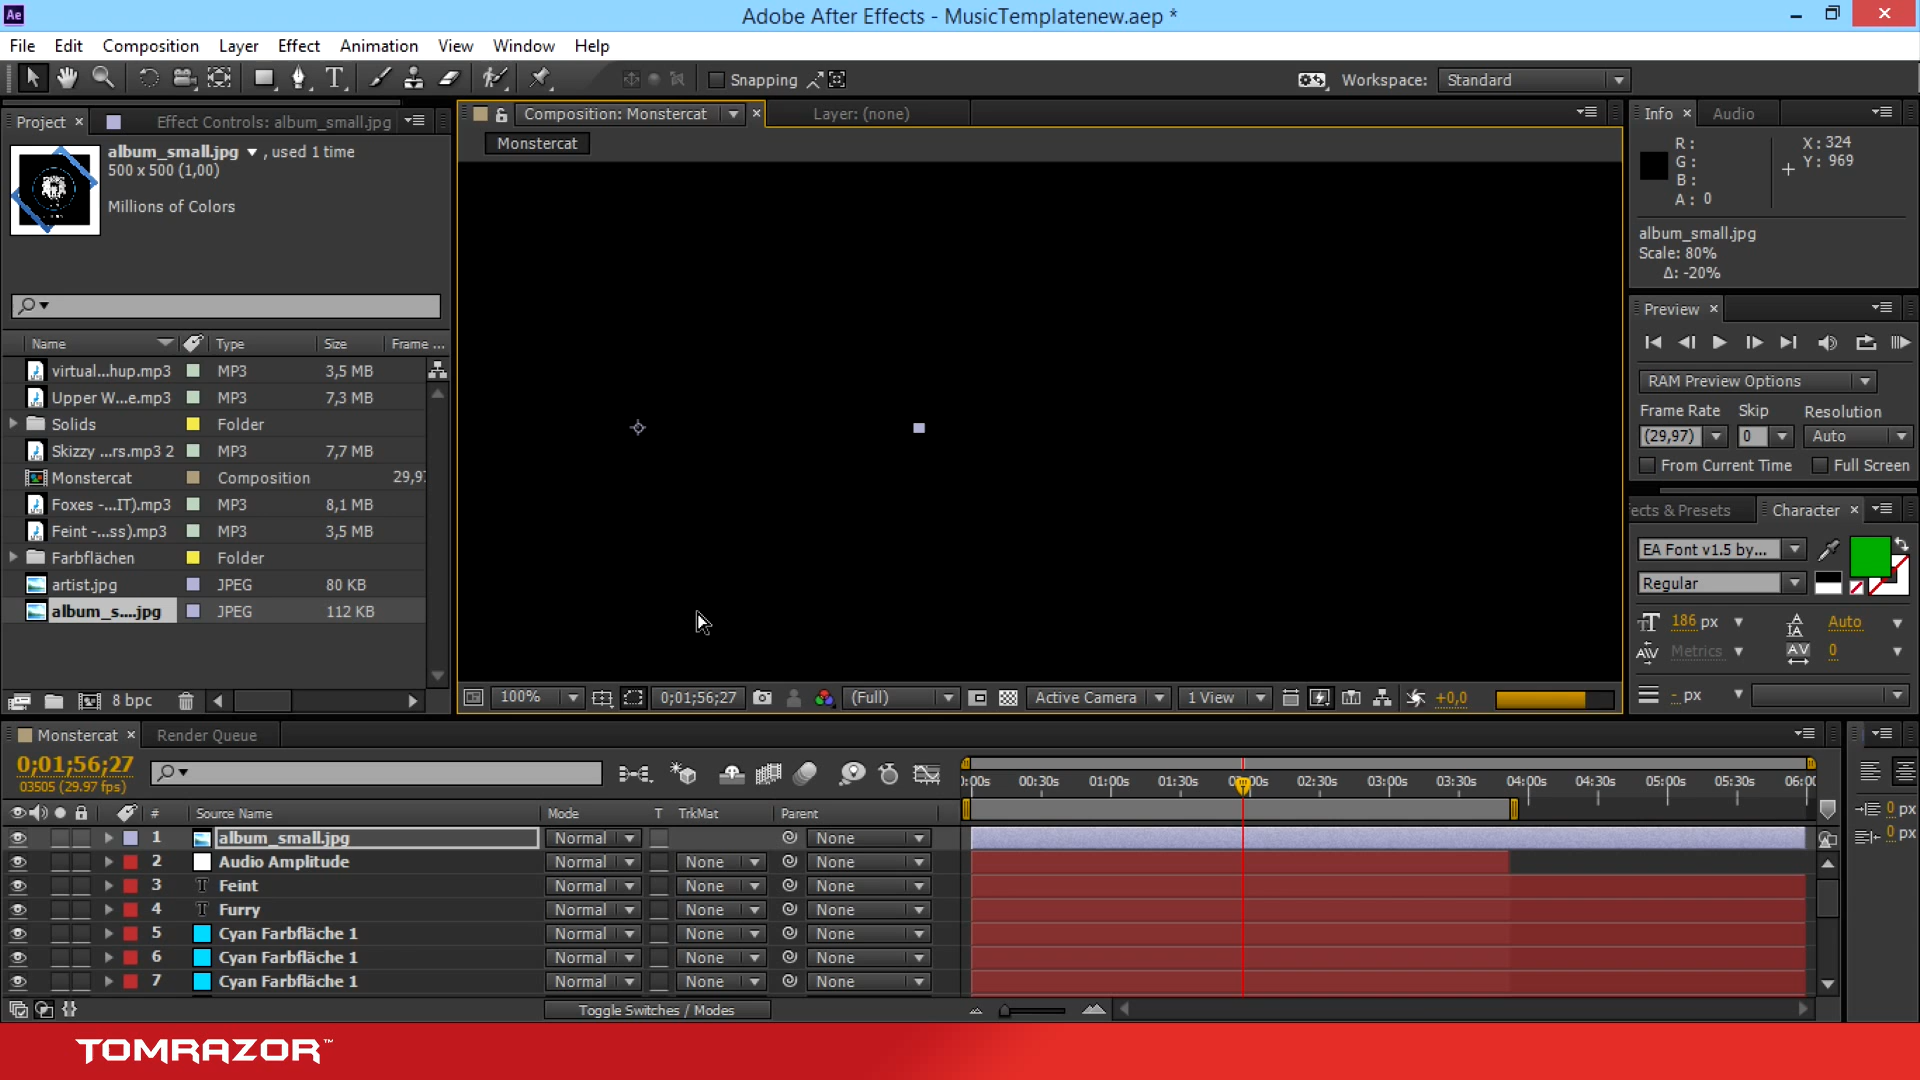 Ae
Adobe After Effects - MusicTemplatenew.aep *
File Edit Composition Layer Effect Animation View Window Help
Snapping
Workspace: Standard
Project × Effect Controls: album_small.jpg
album_small.jpg ▼ , used 1 time
500 x 500 (1,00)
Millions of Colors
Name Type Size Frame ...
virtual...hup.mp3 MP3 3,5 MB
Upper W...e.mp3 MP3 7,3 MB
Solids Folder
Skizzy ...rs.mp3 2 MP3 7,7 MB
Monstercat Composition 29,9
Foxes -...IT).mp3 MP3 8,1 MB
Feint -...ss).mp3 MP3 3,5 MB
Farbflächen Folder
artist.jpg JPEG 80 KB
album_s....jpg JPEG 112 KB
8 bpc
Composition: Monstercat × Layer: (none)
Monstercat
100% 0;01;56;27 (Full) Active Camera 1 View +0,0
Info × Audio
R :
G :
B :
A : 0
X : 324
Y : 969
album_small.jpg
Scale: 80%
Δ: -20%
Preview ×
RAM Preview Options
Frame Rate Skip Resolution
(29,97) 0 Auto
From Current Time Full Screen
ects & Presets Character ×
EA Font v1.5 by...
Regular
186 px Auto
Metrics 0
- px
Monstercat × Render Queue
0;01;56;27
03505 (29.97 fps)
:00s 00:30s 01:00s 01:30s 02:00s 02:30s 03:00s 03:30s 04:00s 04:30s 05:00s 05:30s 06:00
# Source Name Mode T TrkMat Parent
1 album_small.jpg Normal None
2 Audio Amplitude Normal None None
3 T Feint Normal None None
4 T Furry Normal None None
5 Cyan Farbfläche 1 Normal None None
6 Cyan Farbfläche 1 Normal None None
7 Cyan Farbfläche 1 Normal None None
Toggle Switches / Modes
0 px
0 px
TOMRAZOR™